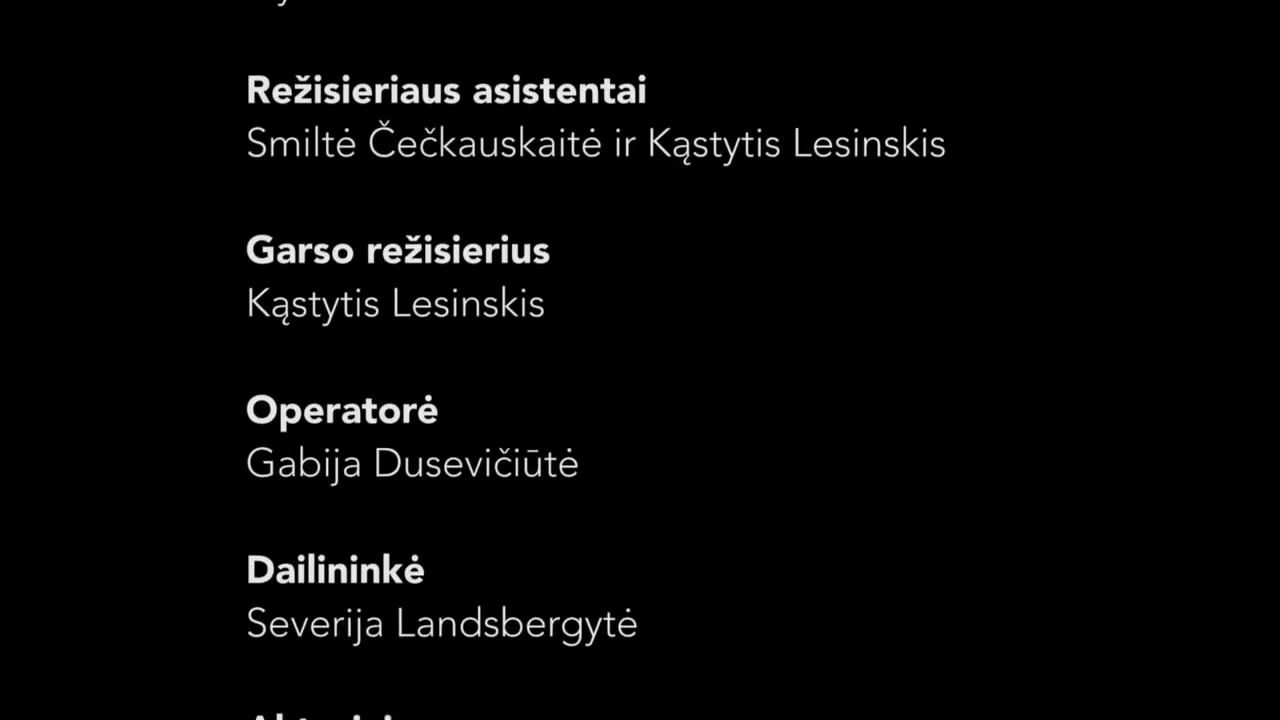 Režisieriaus asistentai
Smiltė Čečkauskaitė ir Kąstytis Lesinskis
Garso režisierius
Kąstytis Lesinskis
Operatorė
Gabija Dusevičiūtė
Dailininkė
Severija Landsbergytė